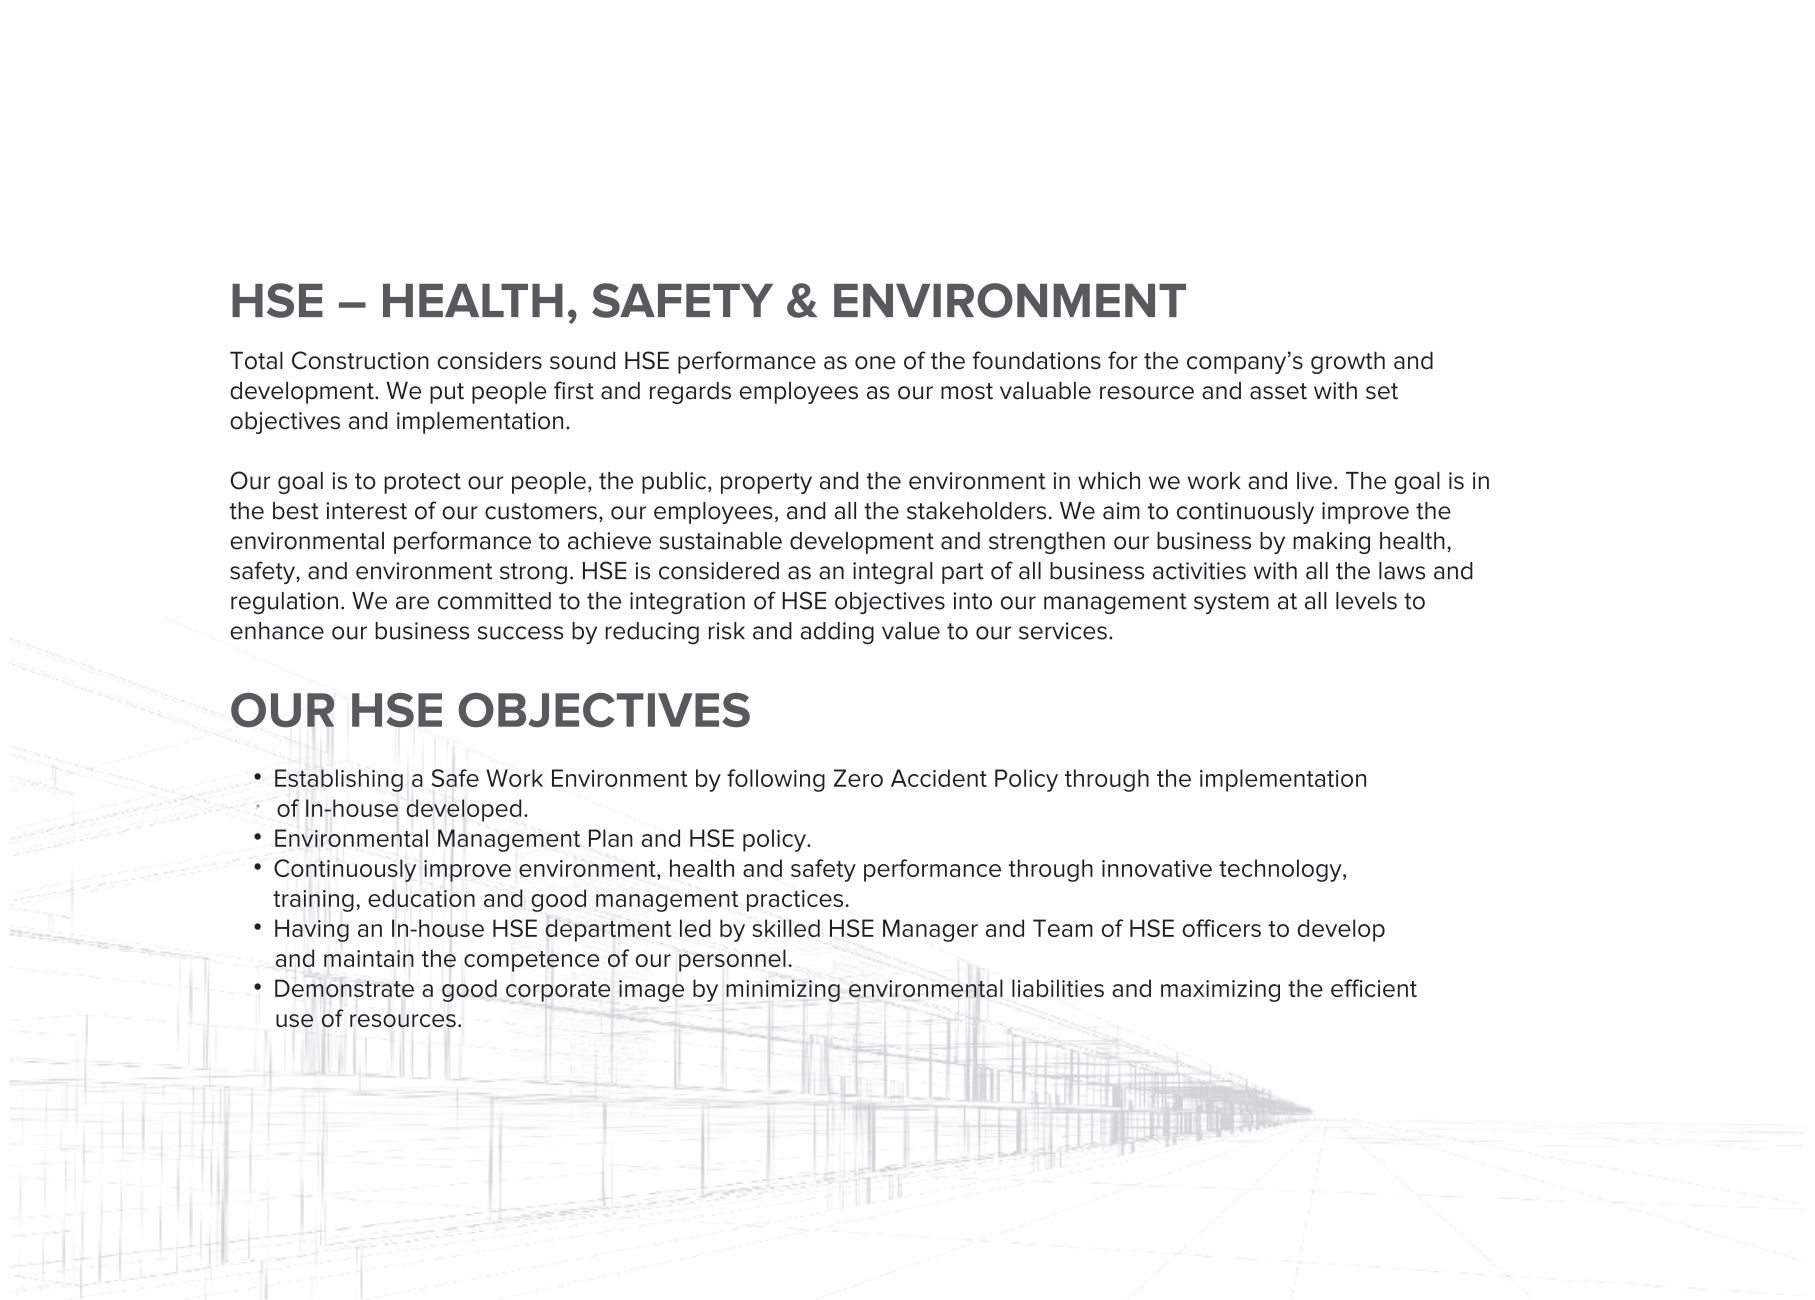 HSE – HEALTH, SAFETY & ENVIRONMENT
Total Construction considers sound HSE performance as one of the foundations for the company’s growth and
development. We put people first and regards employees as our most valuable resource and asset with set
objectives and implementation.
Our goal is to protect our people, the public, property and the environment in which we work and live. The goal is in
the best interest of our customers, our employees, and all the stakeholders. We aim to continuously improve the
environmental performance to achieve sustainable development and strengthen our business by making health,
safety, and environment strong. HSE is considered as an integral part of all business activities with all the laws and
regulation. We are committed to the integration of HSE objectives into our management system at all levels to
enhance our business success by reducing risk and adding value to our services.
OUR HSE OBJECTIVES
• Establishing a Safe Work Environment by following Zero Accident Policy through the implementation
of In-house developed.
• Environmental Management Plan and HSE policy.
• Continuously improve environment, health and safety performance through innovative technology,
training, education and good management practices.
• Having an In-house HSE department led by skilled HSE Manager and Team of HSE officers to develop
and maintain the competence of our personnel.
• Demonstrate a good corporate image by minimizing environmental liabilities and maximizing the efficient
use of resources.